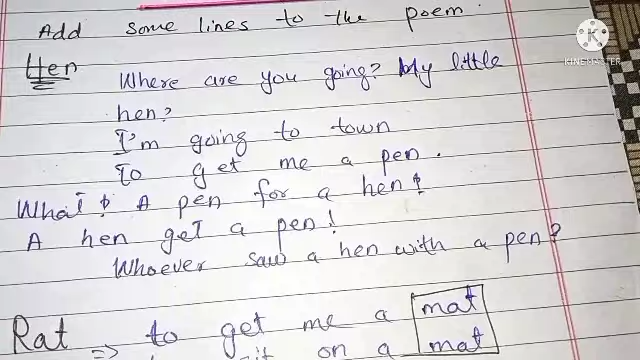 Add some lines to the poem.
Hen
Where are you going? My little
hen?
I'm going to town
To get me a pen.
What? A pen for a hen!
A hen get a pen!
Whoever saw a hen with a pen?
Rat => to get me a mat
on a mat
KINEMASTER